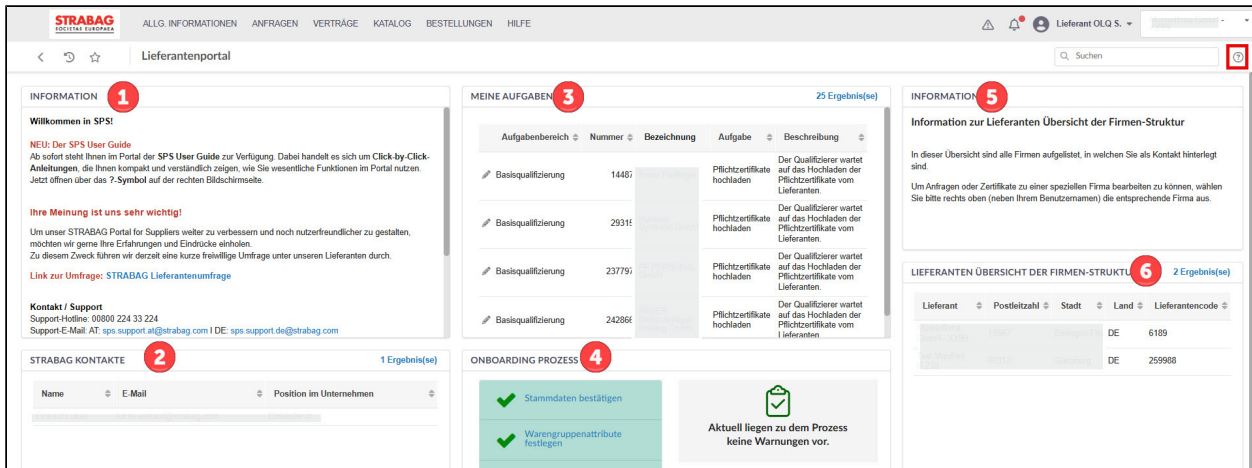 STRABAG
SOCIETAS EUROPAEA
ALLG. INFORMATIONEN ANFRAGEN VERTRÄGE KATALOG BESTELLUNGEN HILFE
Lieferant OLQ S.
Lieferantenportal
Suchen
INFORMATION 1
Willkommen in SPS!
NEU: Der SPS User Guide
Ab sofort steht Ihnen im Portal der SPS User Guide zur Verfügung. Dabei handelt es sich um Click-by-Click-
Anleitungen, die Ihnen kompakt und verständlich zeigen, wie Sie wesentliche Funktionen im Portal nutzen.
Jetzt öffnen über das ?-Symbol auf der rechten Bildschirmseite.
Ihre Meinung ist uns sehr wichtig!
Um unser STRABAG Portal for Suppliers weiter zu verbessern und noch nutzerfreundlicher zu gestalten,
möchten wir gerne Ihre Erfahrungen und Eindrücke einholen.
Zu diesem Zweck führen wir derzeit eine kurze freiwillige Umfrage unter unseren Lieferanten durch.
Link zur Umfrage: STRABAG Lieferantenumfrage
Kontakt / Support
Support-Hotline: 00800 224 33 224
Support-E-Mail: AT: sps.support.at@strabag.com I DE: sps.support.de@strabag.com
STRABAG KONTAKTE 2 1 Ergebnis(se)
Name E-Mail Position im Unternehmen
MEINE AUFGABEN 3 25 Ergebnis(se)
Aufgabenbereich Nummer Bezeichnung Aufgabe Beschreibung
Basisqualifizierung 14487 Pflichtzertifikate hochladen Der Qualifizierer wartet
auf das Hochladen der
Pflichtzertifikate vom
Lieferanten.
Basisqualifizierung 29315 Pflichtzertifikate hochladen Der Qualifizierer wartet
auf das Hochladen der
Pflichtzertifikate vom
Lieferanten.
Basisqualifizierung 237797 Pflichtzertifikate hochladen Der Qualifizierer wartet
auf das Hochladen der
Pflichtzertifikate vom
Lieferanten.
Basisqualifizierung 242866 Pflichtzertifikate hochladen Der Qualifizierer wartet
auf das Hochladen der
Pflichtzertifikate vom
Lieferanten.
ONBOARDING PROZESS 4
Stammdaten bestätigen
Warengruppenattribute
festlegen
Aktuell liegen zu dem Prozess
keine Warnungen vor.
INFORMATION 5
Information zur Lieferanten Übersicht der Firmen-Struktur
In dieser Übersicht sind alle Firmen aufgelistet, in welchen Sie als Kontakt hinterlegt
sind.
Um Anfragen oder Zertifikate zu einer speziellen Firma bearbeiten zu können, wählen
Sie bitte rechts oben (neben Ihrem Benutzernamen) die entsprechende Firma aus.
LIEFERANTEN ÜBERSICHT DER FIRMEN-STRUKTU 6 2 Ergebnis(se)
Lieferant Postleitzahl Stadt Land Lieferantencode
DE 6189
DE 259988